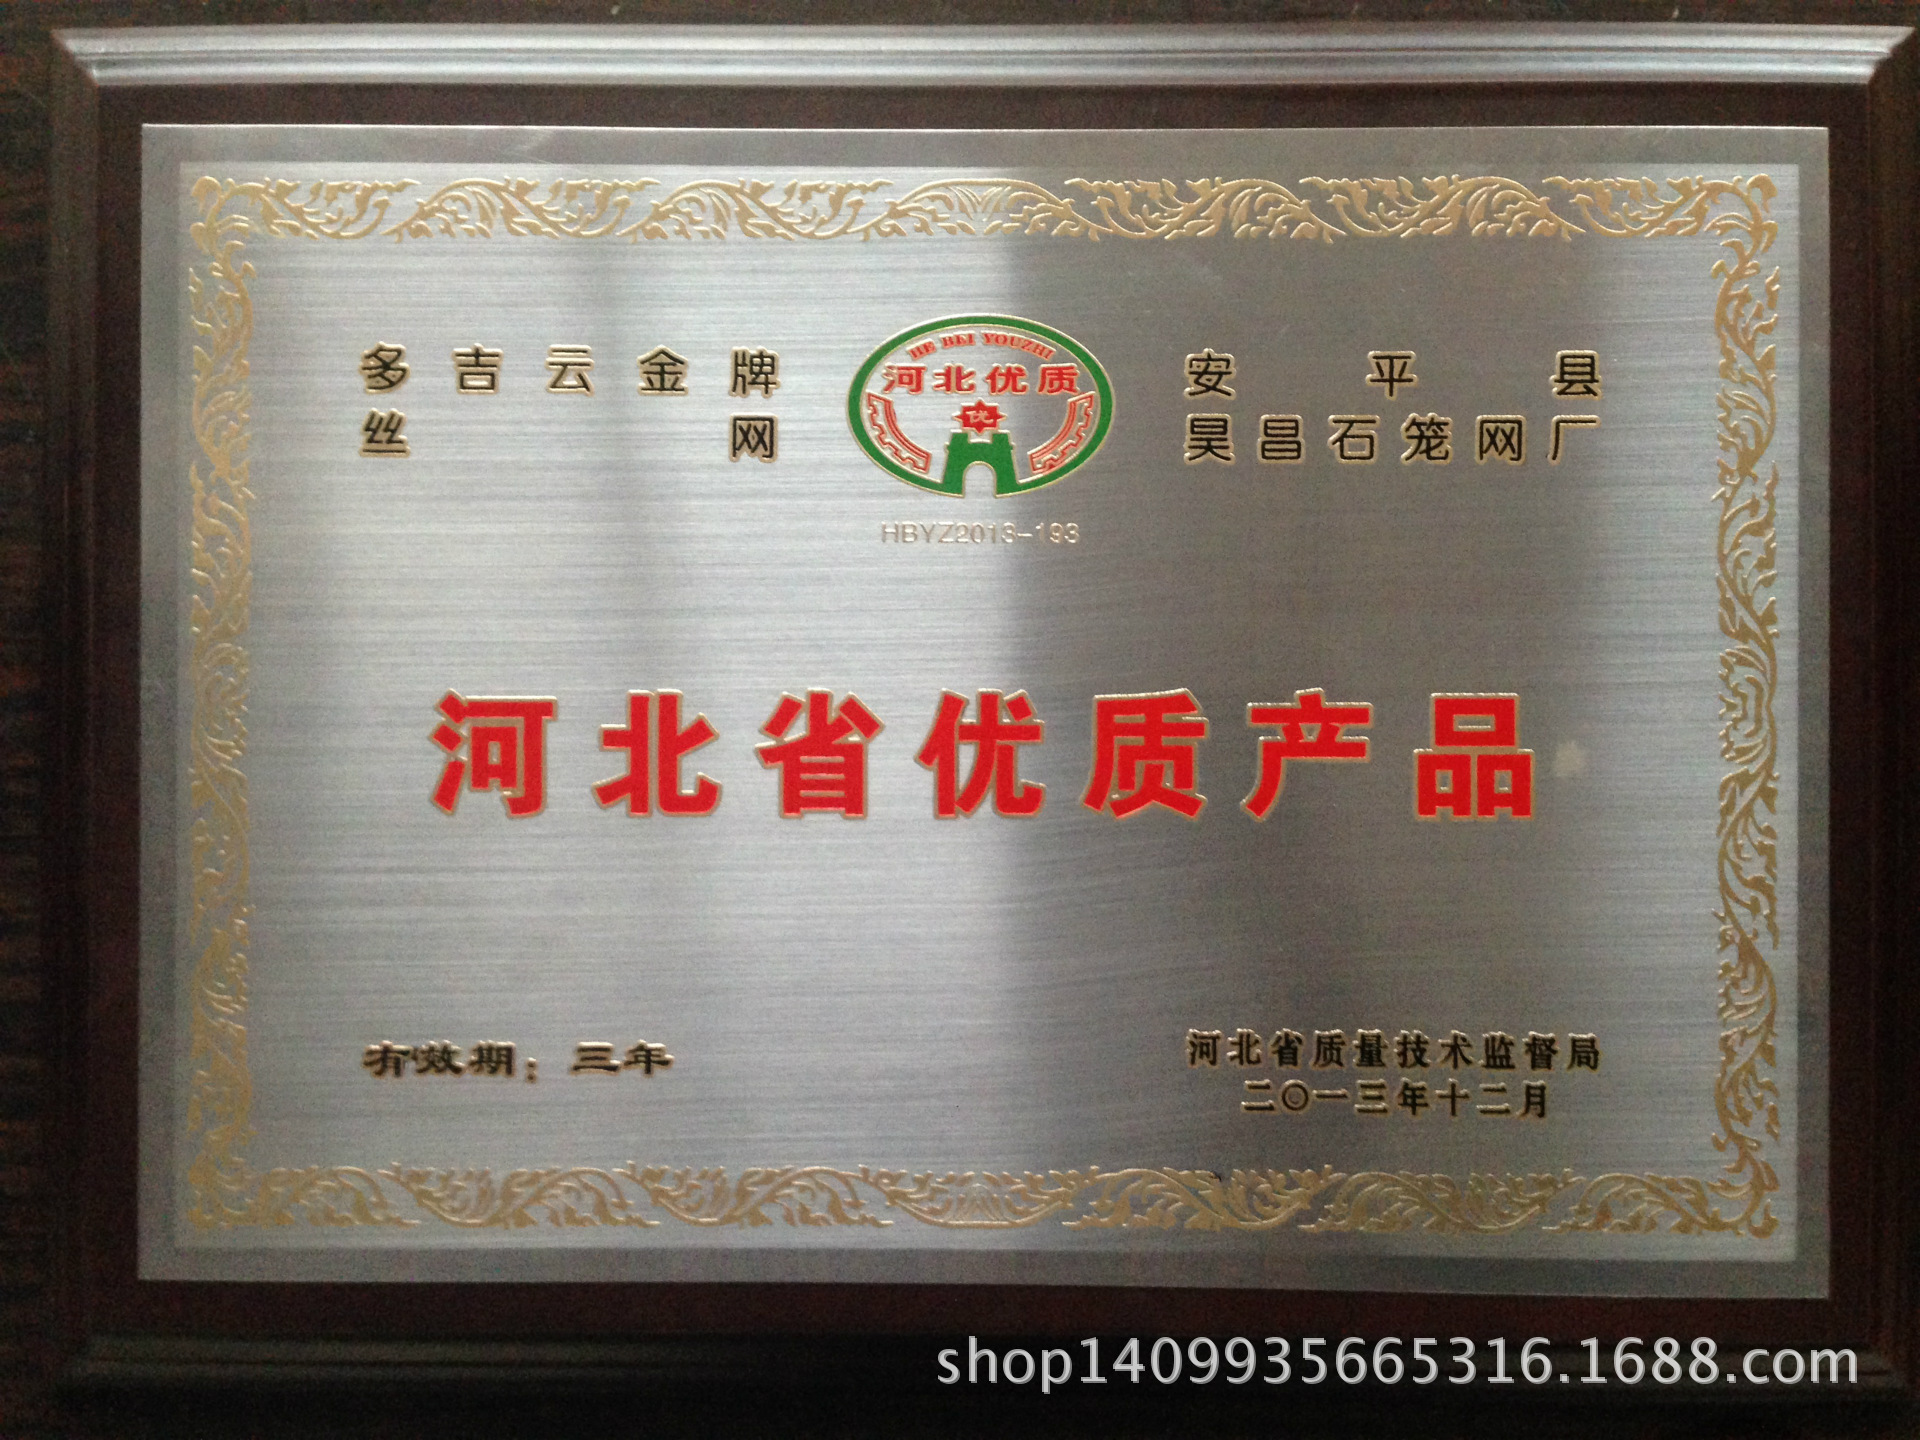 多吉云金牌
丝网
HE BEI YOUZHI
河北优质
优
HBYZ2013-193
安平县
昊昌石笼网厂
河北省优质产品
有效期：三年
河北省质量技术监督局
二〇一三年十二月
shop1409935665316.1688.com